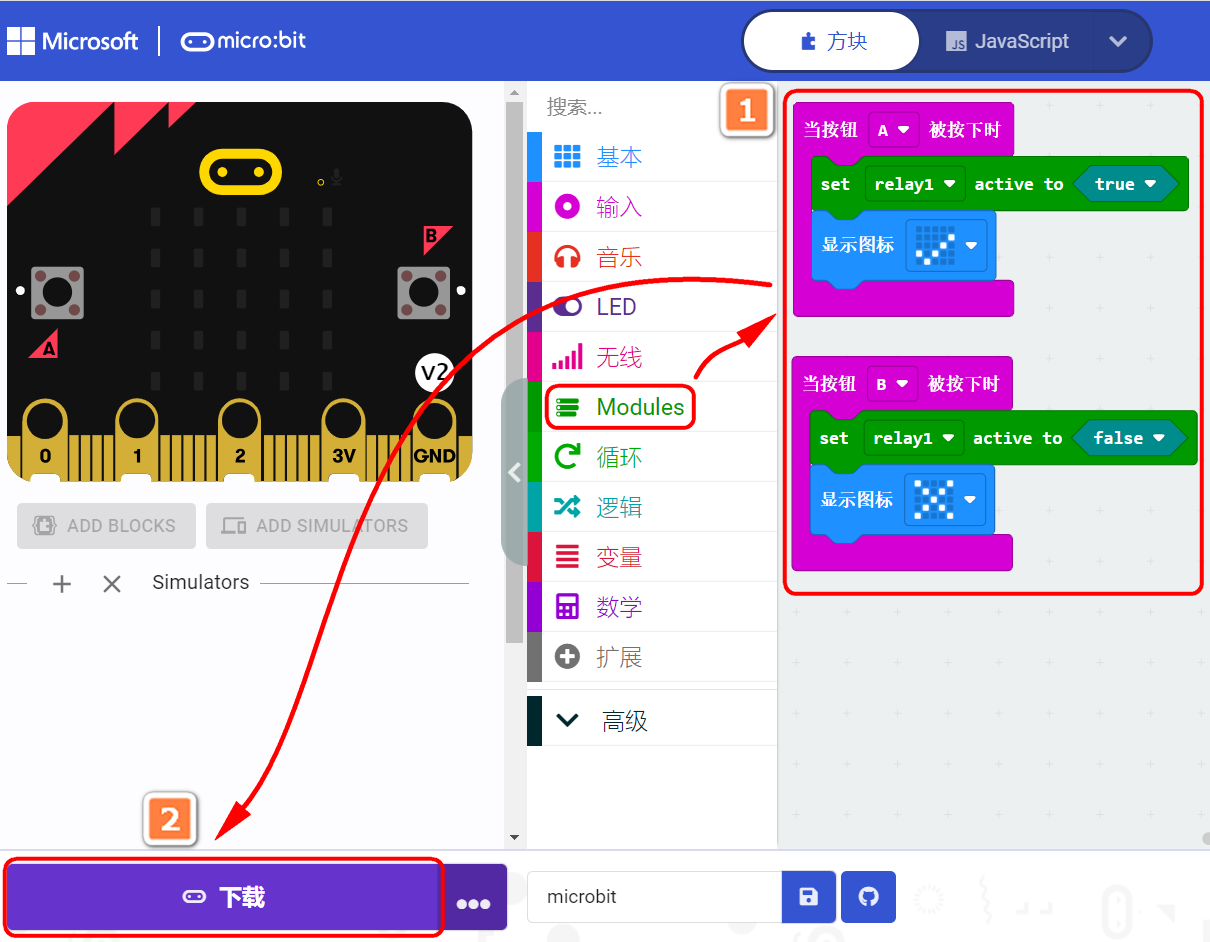 Microsoft
micro:bit
方块
JS JavaScript
搜索...
1
基本
输入
音乐
LED
无线
Modules
循环
逻辑
变量
数学
扩展
高级
B
A
V2
0 1 2 3V GND
ADD BLOCKS
ADD SIMULATORS
Simulators
当按钮 A 被按下时
set relay1 active to true
显示图标
当按钮 B 被按下时
set relay1 active to false
显示图标
2
下载
microbit